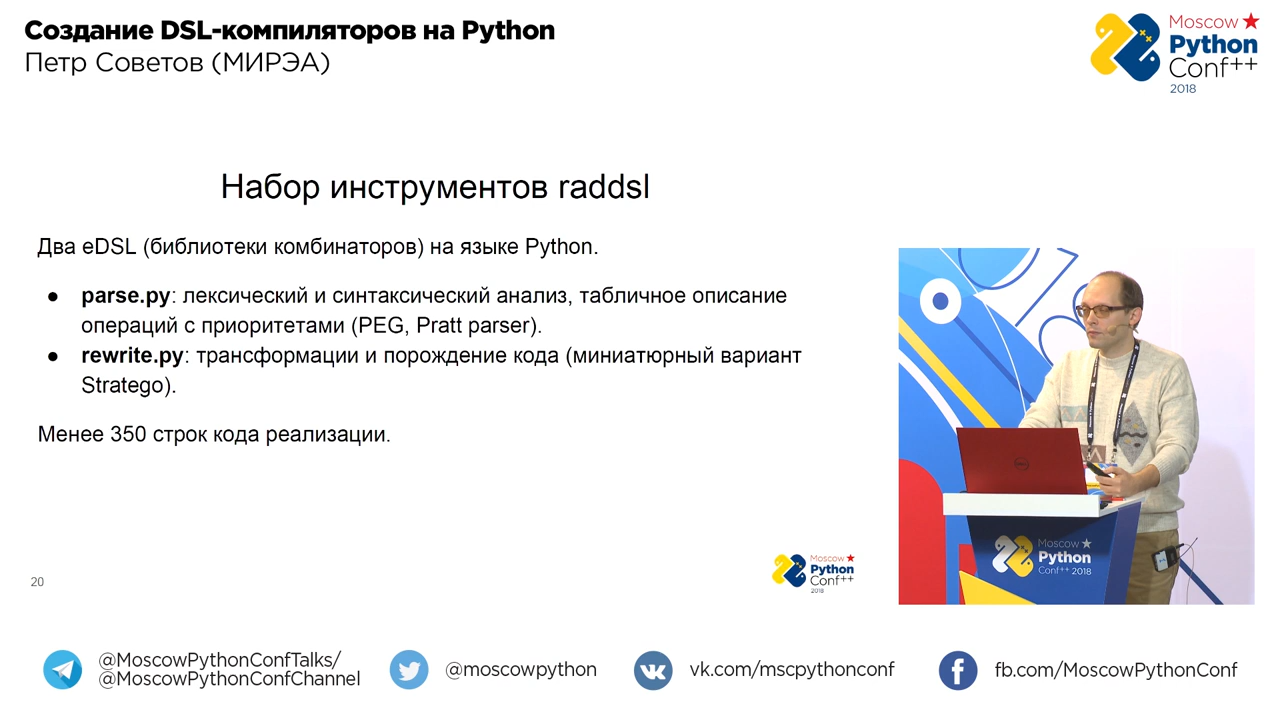 Создание DSL-компиляторов на Python
Петр Советов (МИРЭА)
Moscow
Python
Conf++
2018
Набор инструментов raddsl
Два eDSL (библиотеки комбинаторов) на языке Python.
● parse.py: лексический и синтаксический анализ, табличное описание
операций с приоритетами (PEG, Pratt parser).
● rewrite.py: трансформации и порождение кода (миниатюрный вариант
Stratego).
Менее 350 строк кода реализации.
Moscow
Python
Conf++ 2018
20
Moscow
Python
Conf++
2018
@MoscowPythonConfTalks/
@MoscowPythonConfChannel
@moscowpython
vk.com/mscpythonconf
fb.com/MoscowPythonConf